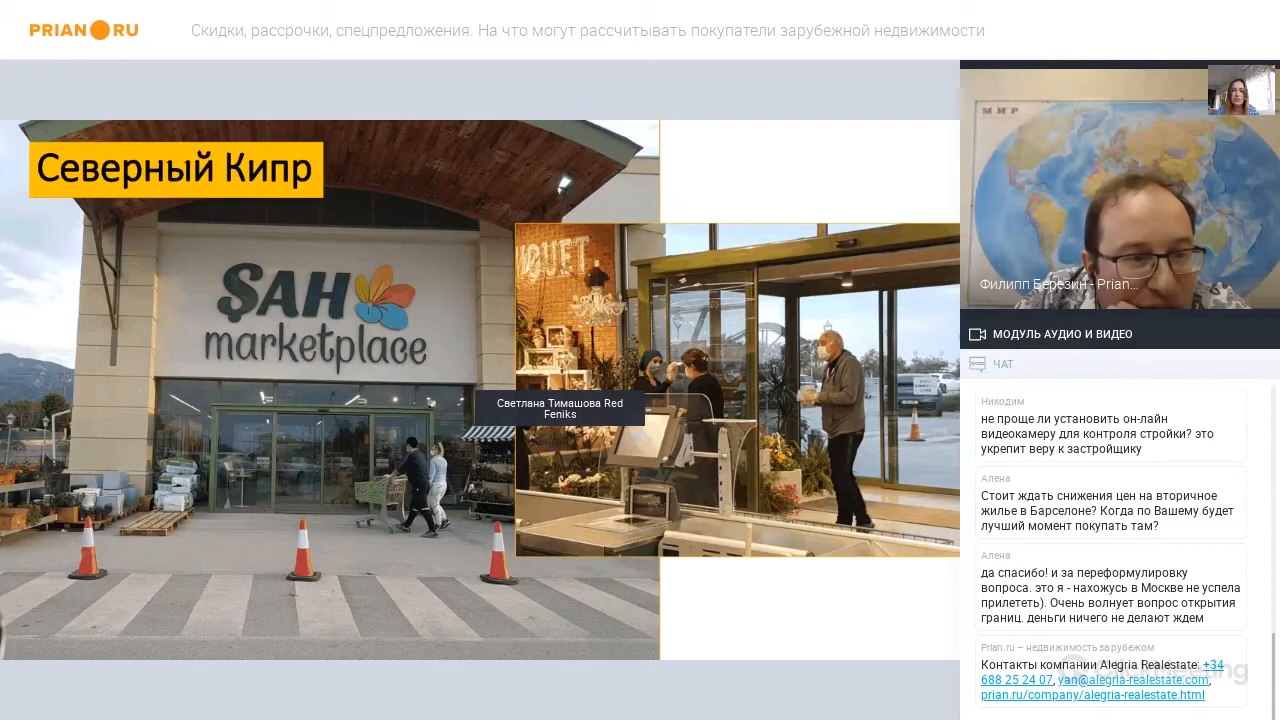 PRIAN RU
Скидки, рассрочки, спецпредложения. На что могут рассчитывать покупатели зарубежной недвижимости
Северный Кипр
ŞAH
marketplace
Светлана Тимашова Red
Feniks
МИР
Филипп Березин - Prian...
МОДУЛЬ АУДИО И ВИДЕО
ЧАТ
Никодим
не проще ли установить он-лайн
видеокамеру для контроля стройки? это
укрепит веру к застройщику
Алена
Стоит ждать снижения цен на вторичное
жилье в Барселоне? Когда по Вашему будет
лучший момент покупать там?
Алена
да спасибо! и за переформулировку
вопроса. это я - нахожусь в Москве не успела
прилететь). Очень волнует вопрос открытия
границ. деньги ничего не делают ждем
Prian.ru – недвижимость за рубежом
Контакты компании Alegria Realestate: +34
688 25 24 07, yan@alegria-realestate.com,
prian.ru/company/alegria-realestate.html